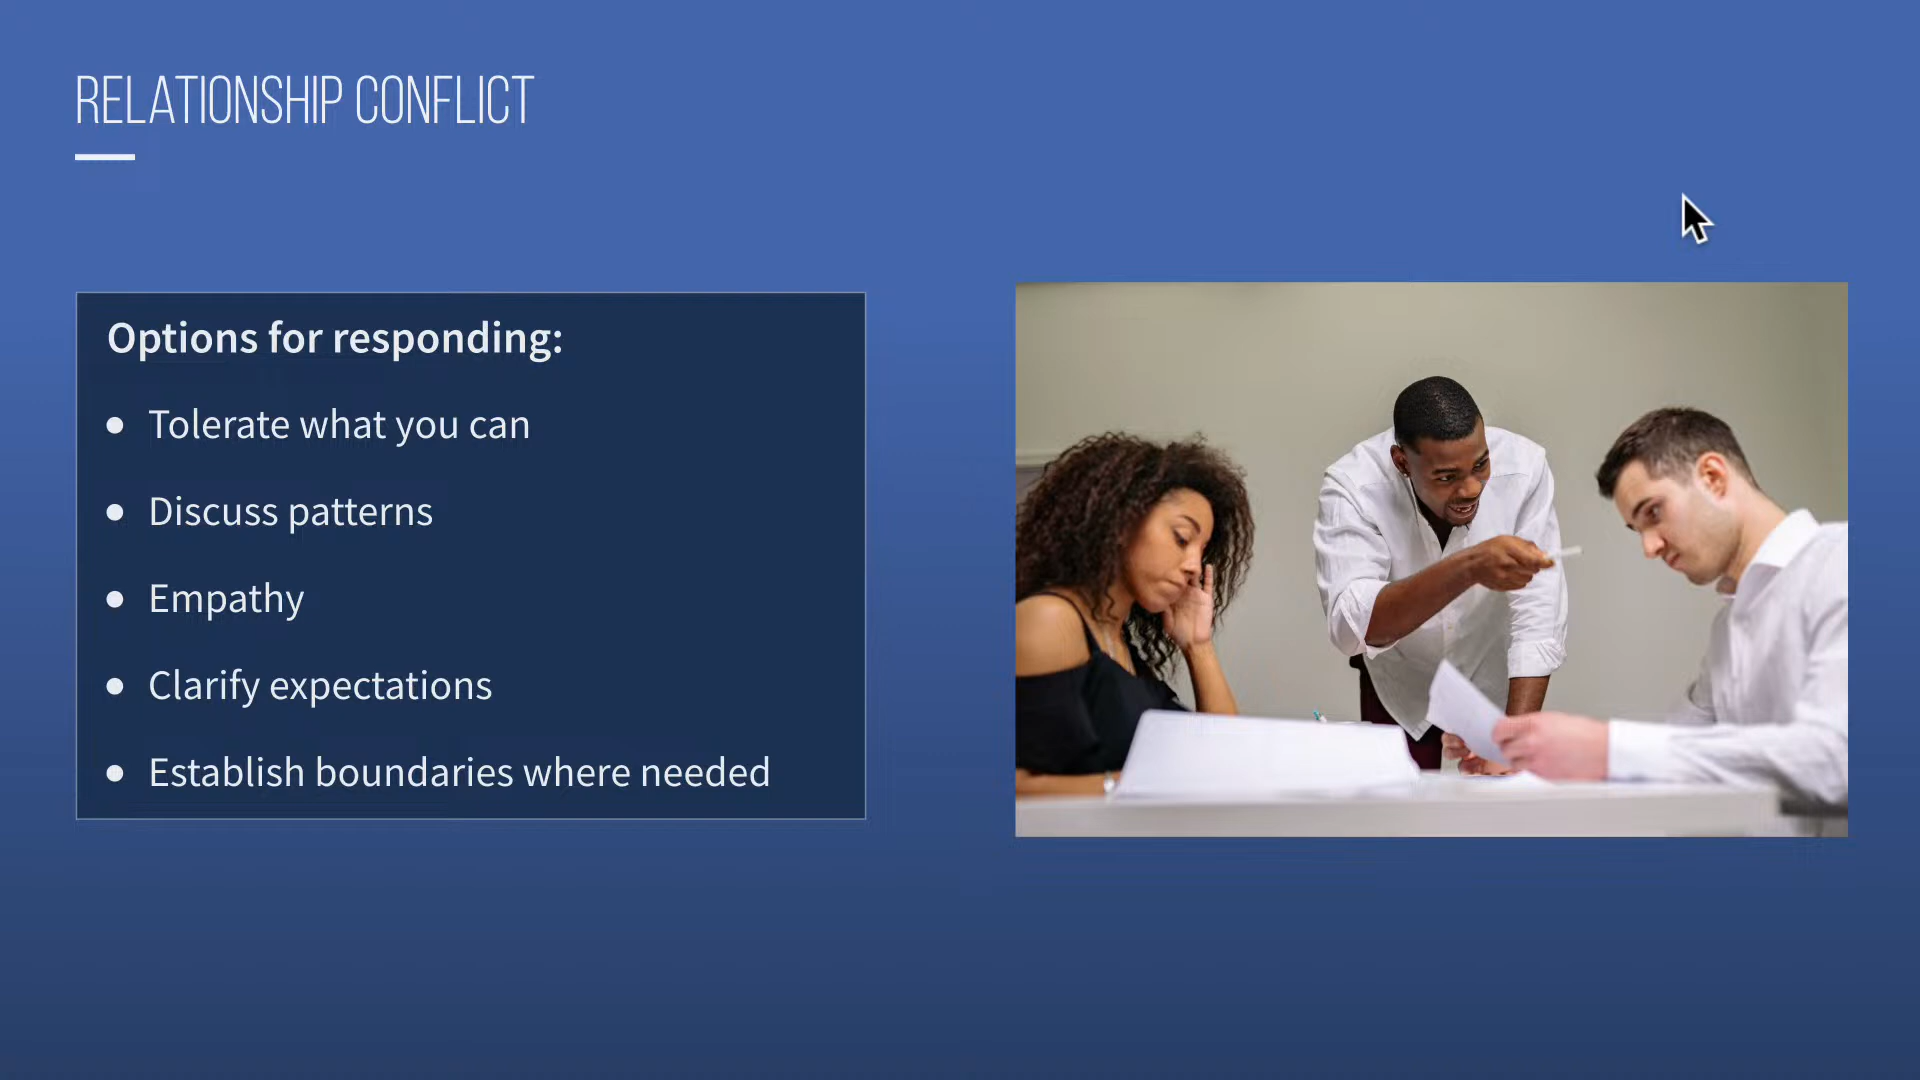 RELATIONSHIP CONFLICT
Options for responding:
● Tolerate what you can
● Discuss patterns
● Empathy
● Clarify expectations
● Establish boundaries where needed